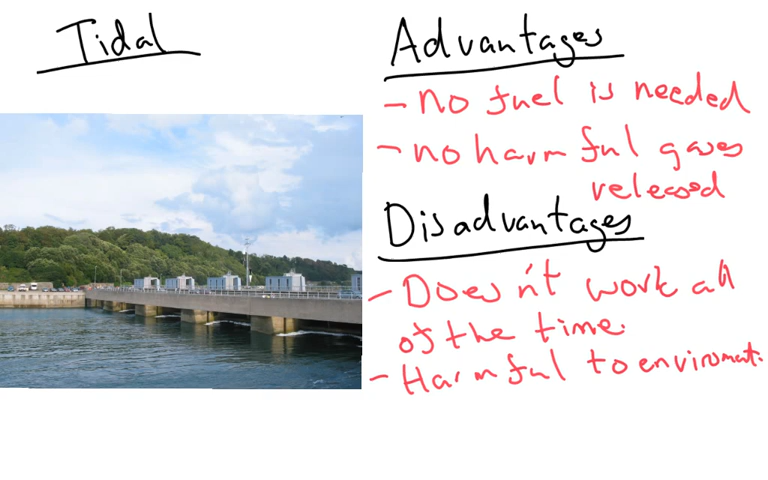 Tidal
Advantages
- No fuel is needed
- no harmful gases
released
Disadvantages
- Doesn't work all
of the time.
- Harmful to enviroment.